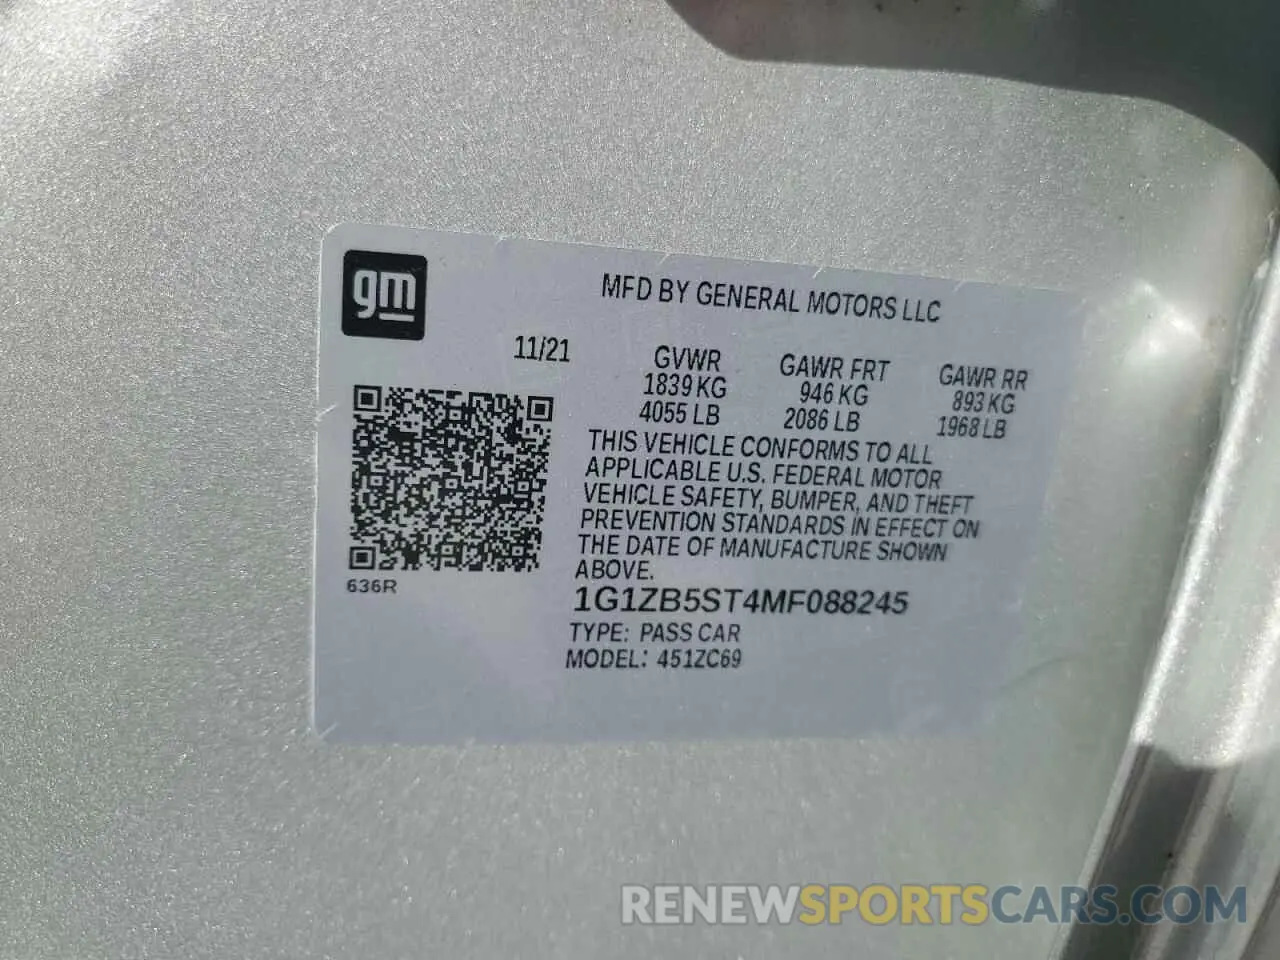 gm
MFD BY GENERAL MOTORS LLC
11/21
GVWR GAWR FRT GAWR RR
1839 KG 946 KG 893 KG
4055 LB 2086 LB 1968 LB
THIS VEHICLE CONFORMS TO ALL
APPLICABLE U.S. FEDERAL MOTOR
VEHICLE SAFETY, BUMPER, AND THEFT
PREVENTION STANDARDS IN EFFECT ON
THE DATE OF MANUFACTURE SHOWN
ABOVE.
636R
1G1ZB5ST4MF088245
TYPE: PASS CAR
MODEL: 451ZC69
RENEWSPORTSCARS.COM